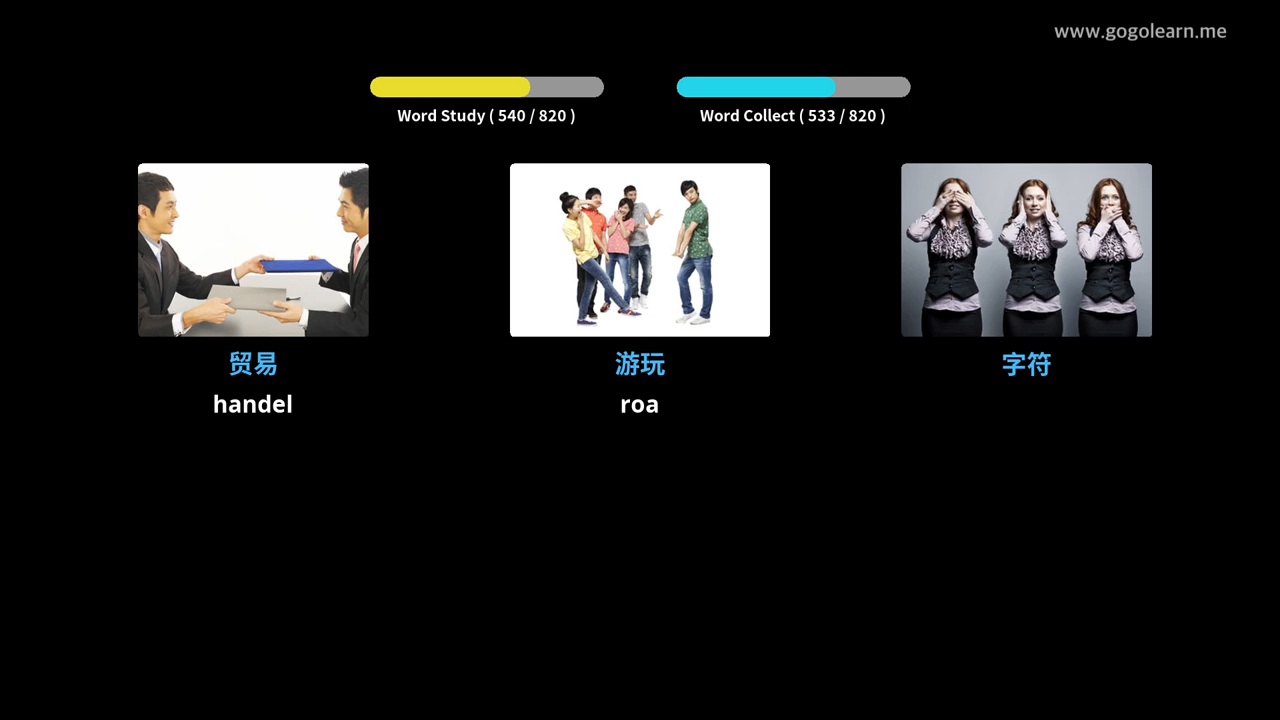 www.gogolearn.me
Word Study ( 540 / 820 )
Word Collect ( 533 / 820 )
贸易
游玩
字符
handel
roa